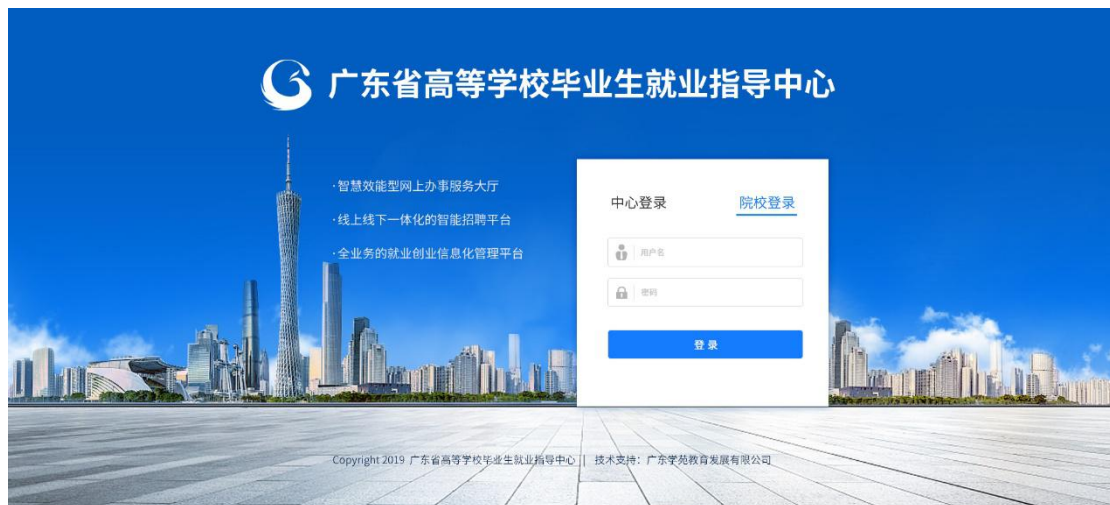 广东省高等学校毕业生就业指导中心
·智慧效能型网上办事服务大厅
·线上线下一体化的智能招聘平台
·全业务的就业创业信息化管理平台
中心登录 院校登录
用户名
密码
登 录
Copyright 2019 广东省高等学校毕业生就业指导中心 || 技术支持：广东学苑教育发展有限公司